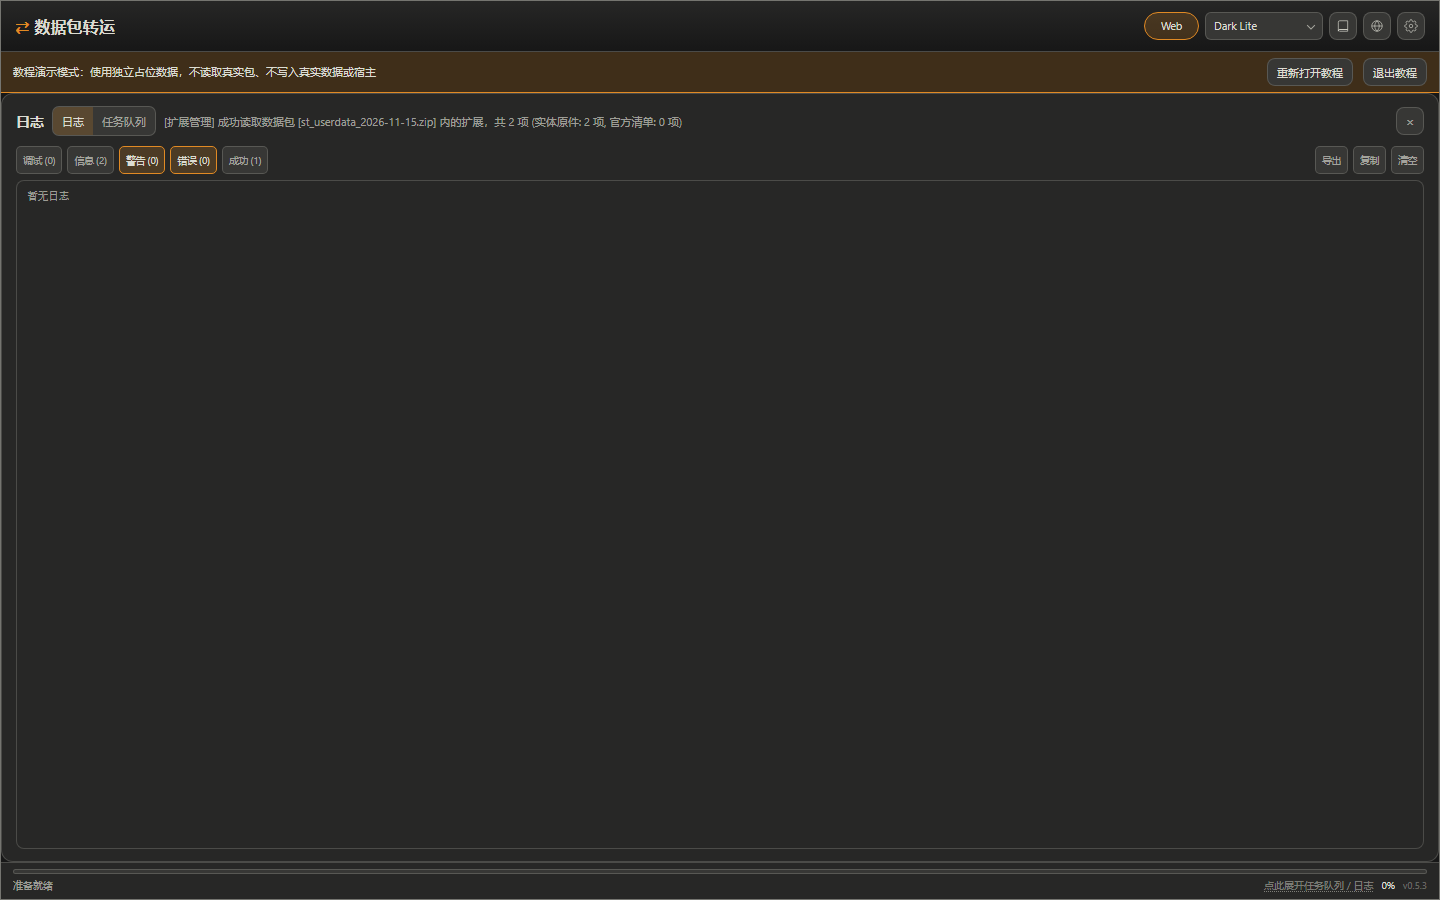 ⇄ 数据包转运
Web
Dark Lite
教程演示模式：使用独立占位数据，不读取真实包、不写入真实数据或宿主
重新打开教程
退出教程
日志
日志
任务队列
[扩展管理] 成功读取数据包 [st_userdata_2026-11-15.zip] 内的扩展，共 2 项 (实体原件: 2 项, 官方清单: 0 项)
×
调试 (0)
信息 (2)
警告 (0)
错误 (0)
成功 (1)
导出
复制
清空
暂无日志
准备就绪
点此展开任务队列 / 日志
0%
v0.5.3